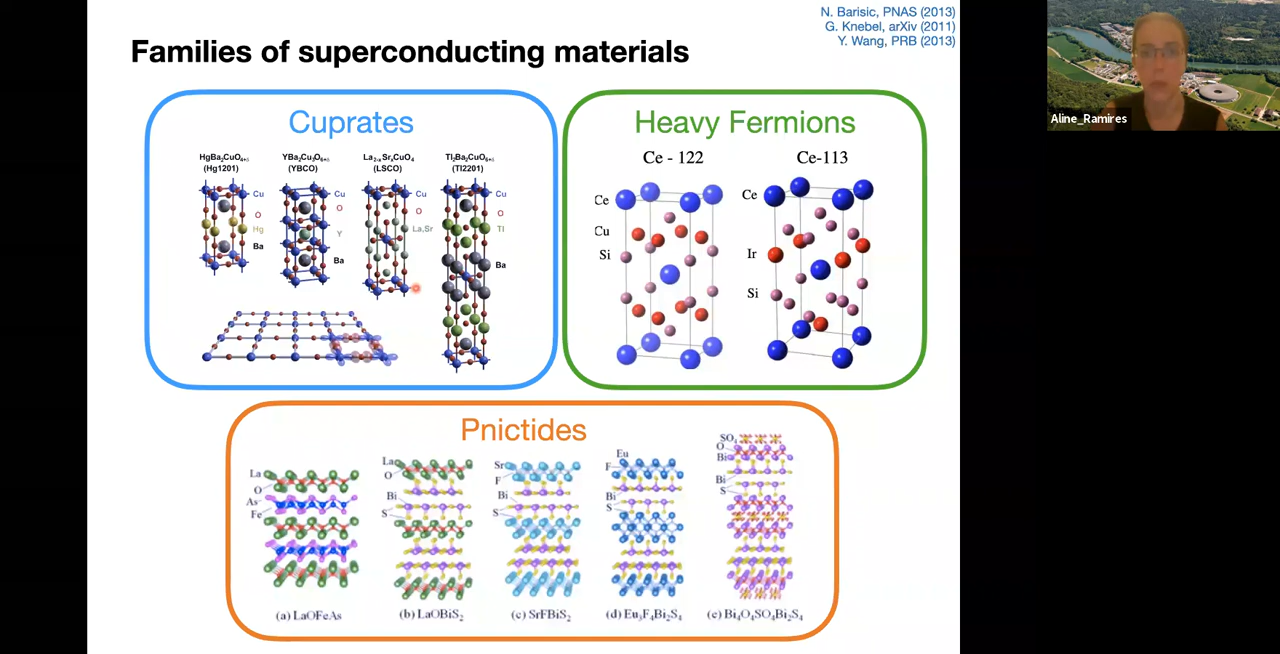 N. Barisic, PNAS (2013)
G. Knebel, arXiv (2011)
Y. Wang, PRB (2013)
Families of superconducting materials
Aline_Ramires
Cuprates
HgBa₂CuO₄₊δ
(Hg1201)
YBa₂Cu₃O₆₊δ
(YBCO)
La₂₋ₓSrₓCuO₄
(LSCO)
Tl₂Ba₂CuO₆₊δ
(Tl2201)
Cu
O
Hg
Ba
Cu
O
Y
Ba
Cu
O
La,Sr
Cu
O
Tl
Ba
Heavy Fermions
Ce - 122
Ce
Cu
Si
Ce-113
Ce
Ir
Si
Pnictides
La
O
As
Fe
(a) LaOFeAs
La
O
Bi
S
(b) LaOBiS₂
Sr
F
Bi
S
(c) SrFBiS₂
Eu
F
Bi
S
(d) Eu₃F₄Bi₂S₄
SO₄
O
Bi
Bi
S
(e) Bi₄O₄SO₄Bi₂S₄